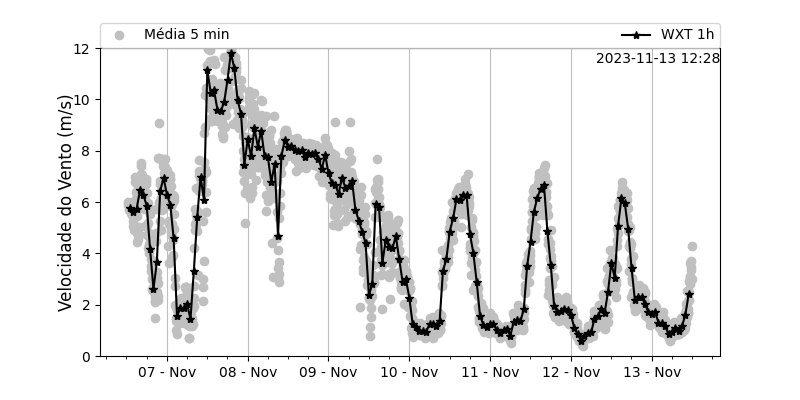 Média 5 min
WXT 1h
2023-11-13 12:28
Velocidade do Vento (m/s)
12
10
8
6
4
2
0
07 - Nov
08 - Nov
09 - Nov
10 - Nov
11 - Nov
12 - Nov
13 - Nov